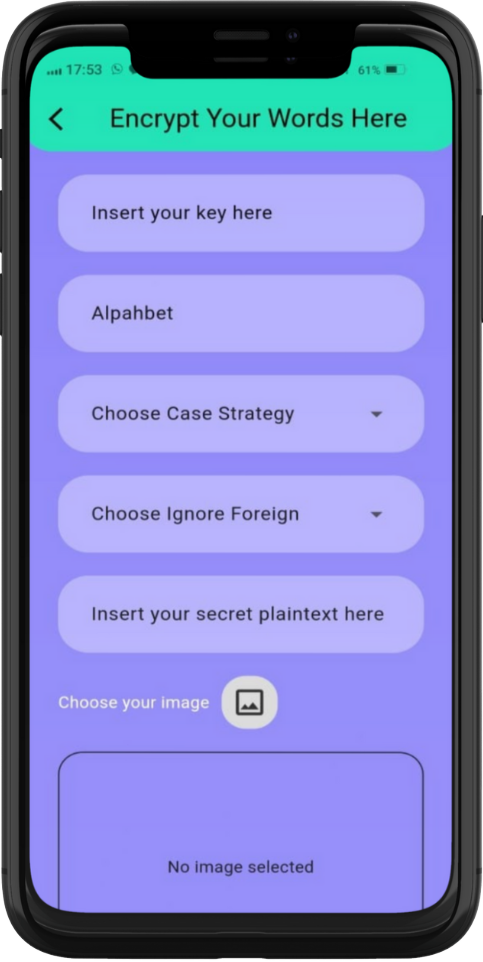 17:53 61%
Encrypt Your Words Here
Insert your key here
Alpahbet
Choose Case Strategy
Choose Ignore Foreign
Insert your secret plaintext here
Choose your image
No image selected